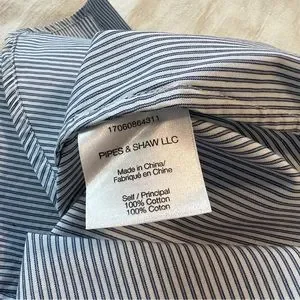 17060864311
PIPES & SHAW LLC
Made in China/
Fabriqué en Chine
Self / Principal
100% Cotton
100% Coton